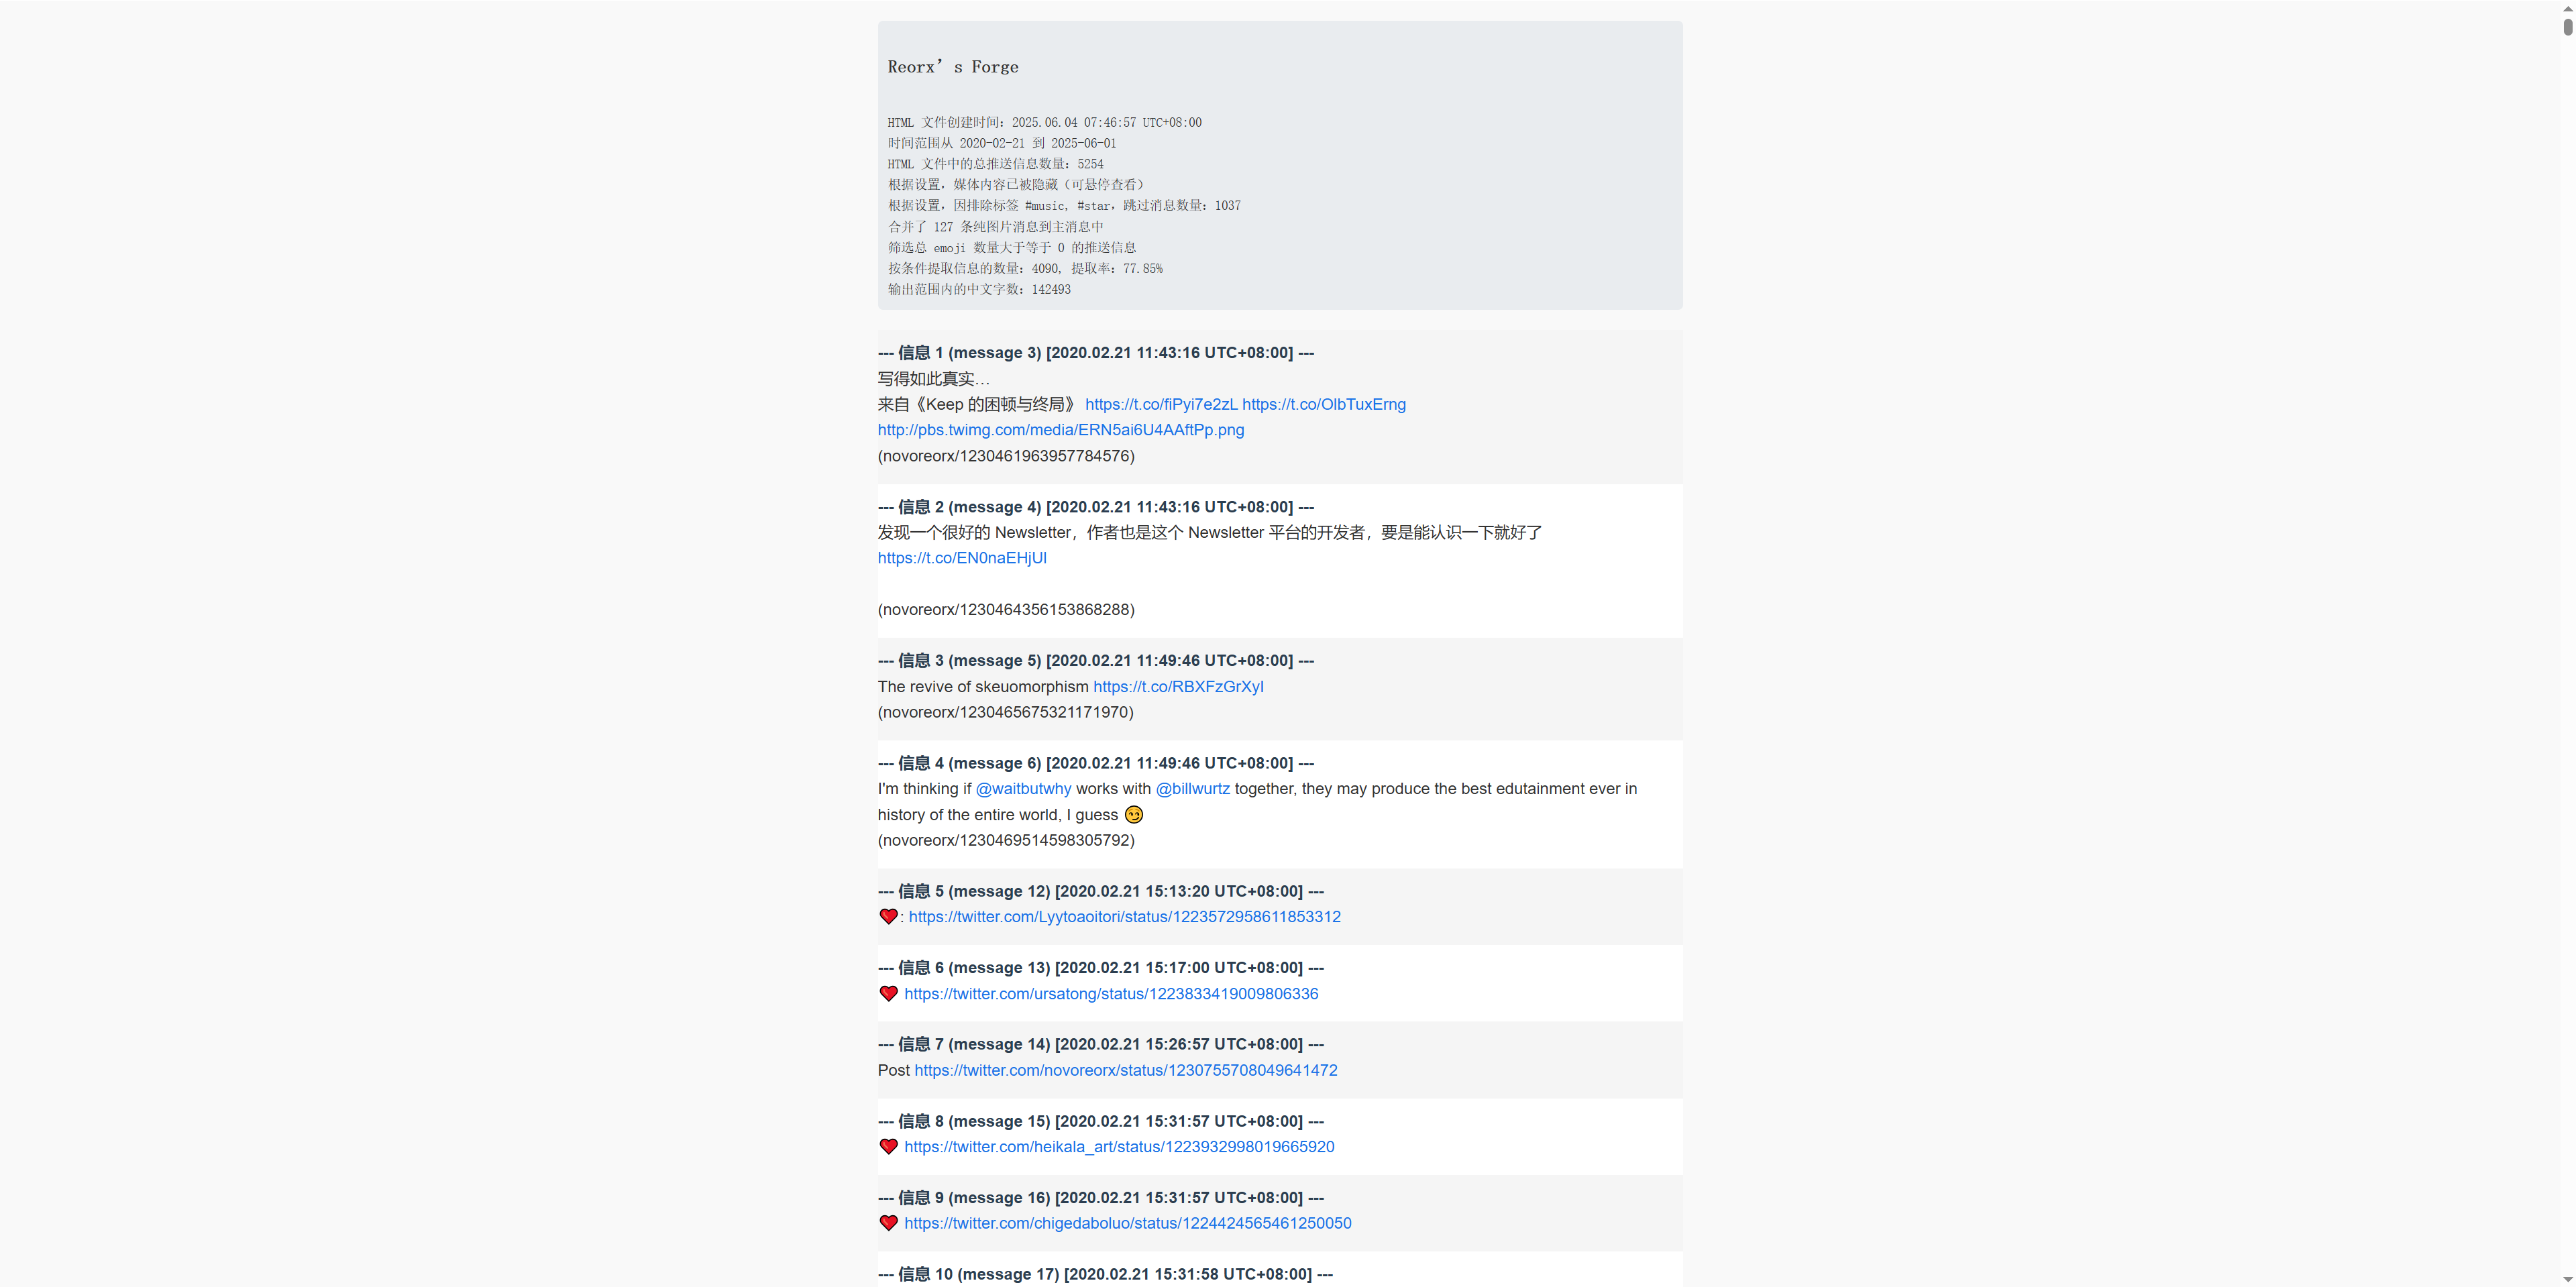 Reorx’s Forge
HTML 文件创建时间：2025.06.04 07:46:57 UTC+08:00
时间范围从 2020-02-21 到 2025-06-01
HTML 文件中的总推送信息数量：5254
根据设置，媒体内容已被隐藏（可悬停查看）
根据设置，因排除标签 #music, #star，跳过消息数量：1037
合并了 127 条纯图片消息到主消息中
筛选总 emoji 数量大于等于 0 的推送信息
按条件提取信息的数量：4090, 提取率：77.85%
输出范围内的中文字数：142493
--- 信息 1 (message 3) [2020.02.21 11:43:16 UTC+08:00] ---
写得如此真实…
来自《Keep 的困顿与终局》 https://t.co/fiPyi7e2zL https://t.co/OlbTuxErng
http://pbs.twimg.com/media/ERN5ai6U4AAftPp.png
(novoreorx/1230461963957784576)
--- 信息 2 (message 4) [2020.02.21 11:43:16 UTC+08:00] ---
发现一个很好的 Newsletter，作者也是这个 Newsletter 平台的开发者，要是能认识一下就好了
https://t.co/EN0naEHjUl
(novoreorx/1230464356153868288)
--- 信息 3 (message 5) [2020.02.21 11:49:46 UTC+08:00] ---
The revive of skeuomorphism https://t.co/RBXFzGrXyI
(novoreorx/1230465675321171970)
--- 信息 4 (message 6) [2020.02.21 11:49:46 UTC+08:00] ---
I'm thinking if @waitbutwhy works with @billwurtz together, they may produce the best edutainment ever in
history of the entire world, I guess 😏
(novoreorx/1230469514598305792)
--- 信息 5 (message 12) [2020.02.21 15:13:20 UTC+08:00] ---
❤️: https://twitter.com/Lyytoaoitori/status/1223572958611853312
--- 信息 6 (message 13) [2020.02.21 15:17:00 UTC+08:00] ---
❤️ https://twitter.com/ursatong/status/1223833419009806336
--- 信息 7 (message 14) [2020.02.21 15:26:57 UTC+08:00] ---
Post https://twitter.com/novoreorx/status/1230755708049641472
--- 信息 8 (message 15) [2020.02.21 15:31:57 UTC+08:00] ---
❤️ https://twitter.com/heikala_art/status/1223932998019665920
--- 信息 9 (message 16) [2020.02.21 15:31:57 UTC+08:00] ---
❤️ https://twitter.com/chigedaboluo/status/1224424565461250050
--- 信息 10 (message 17) [2020.02.21 15:31:58 UTC+08:00] ---